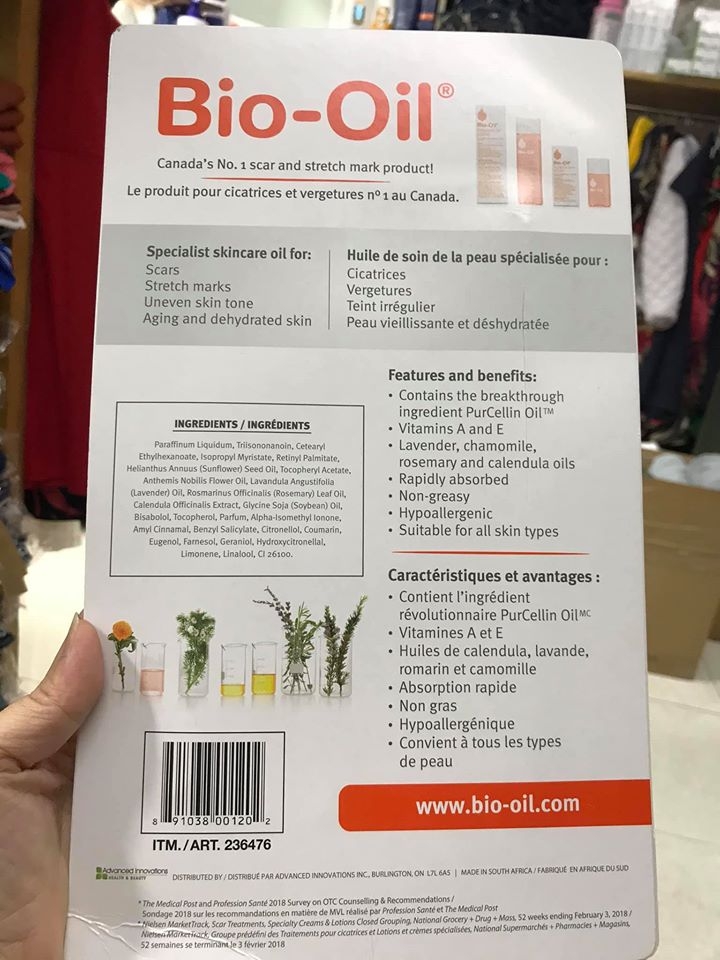 Bio-Oil®
Canada's No. 1 scar and stretch mark product!
Le produit pour cicatrices et vergetures nº 1 au Canada.
Specialist skincare oil for:
Scars
Stretch marks
Uneven skin tone
Aging and dehydrated skin
Huile de soin de la peau spécialisée pour :
Cicatrices
Vergetures
Teint irrégulier
Peau vieillissante et déshydratée
INGREDIENTS / INGRÉDIENTS
Paraffinum Liquidum, Triisononanoin, Cetearyl
Ethylhexanoate, Isopropyl Myristate, Retinyl Palmitate,
Helianthus Annuus (Sunflower) Seed Oil, Tocopheryl Acetate,
Anthemis Nobilis Flower Oil, Lavandula Angustifolia
(Lavender) Oil, Rosmarinus Officinalis (Rosemary) Leaf Oil,
Calendula Officinalis Extract, Glycine Soja (Soybean) Oil,
Bisabolol, Tocopherol, Parfum, Alpha-Isomethyl Ionone,
Amyl Cinnamal, Benzyl Salicylate, Citronellol, Coumarin,
Eugenol, Farnesol, Geraniol, Hydroxycitronellal,
Limonene, Linalool, CI 26100.
Features and benefits:
• Contains the breakthrough
ingredient PurCellin Oil™
• Vitamins A and E
• Lavender, chamomile,
rosemary and calendula oils
• Rapidly absorbed
• Non-greasy
• Hypoallergenic
• Suitable for all skin types
Caractéristiques et avantages :
• Contient l'ingrédient
révolutionnaire PurCellin Oil MC
• Vitamines A et E
• Huiles de calendula, lavande,
romarin et camomille
• Absorption rapide
• Non gras
• Hypoallergénique
• Convient à tous les types
de peau
8 91038 00120 2
ITM. / ART. 236476
www.bio-oil.com
Advanced Innovations
HEALTH & BEAUTY
DISTRIBUTED BY / DISTRIBUÉ PAR ADVANCED INNOVATIONS INC., BURLINGTON, ON L7L 6A5 | MADE IN SOUTH AFRICA / FABRIQUÉ EN AFRIQUE DU SUD
* The Medical Post and Profession Santé 2018 Survey on OTC Counselling & Recommendations /
Sondage 2018 sur les recommandations en matière de MVL réalisé par Profession Santé et The Medical Post
* Nielsen MarketTrack, Scar Treatments, Specialty Creams & Lotions Closed Grouping, National Grocery + Drug + Mass, 52 weeks ending February 3, 2018 /
Nielsen MarketTrack, Groupe prédéfini des Traitements pour cicatrices et Lotions et crèmes spécialisées, National Supermarchés + Pharmacies + Magasins,
52 semaines se terminant le 3 février 2018